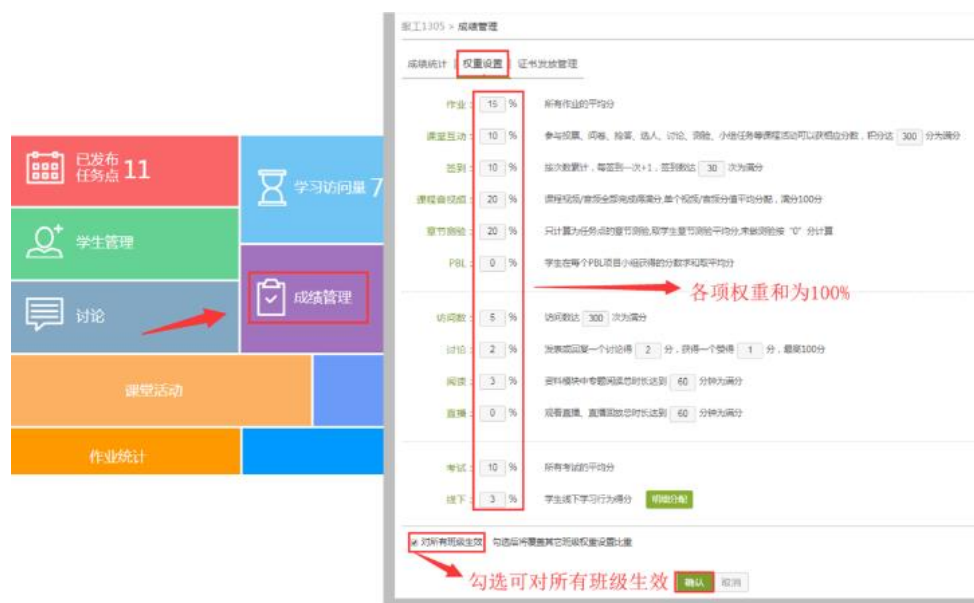 已发布
任务点 11
学习访问量 7
学生管理
成绩管理
讨论
课堂活动
作业统计
服工1305 > 成绩管理
成绩统计 权重设置 证书发放管理
作业： 15 % 所有作业的平均分
课堂互动： 10 % 参与投票、问卷、抢答、选人、讨论、测验、小组任务等课程活动可以获相应分数，积分达 300 分为满分
签到： 10 % 按次数累计，每签到一次+1，签到数达 30 次为满分
课程音视频： 20 % 课程视频/音频全部完成得满分,单个视频/音频分值平均分配，满分100分
章节测验： 20 % 只计算为任务点的章节测验,取学生章节测验平均分,未做测验按“0”分计算
PBL： 0 % 学生在每个PBL项目小组获得的分数求和取平均分
各项权重和为100%
访问数： 5 % 访问数达 300 次为满分
讨论： 2 % 发表或回复一个讨论得 2 分，获得一个赞得 1 分，最高100分
阅读： 3 % 资料模块中专题阅读总时长达到 60 分钟为满分
直播： 0 % 观看直播、直播回放总时长达到 60 分钟为满分
考试： 10 % 所有考试的平均分
线下： 3 % 学生线下学习行为得分 明细分配
对所有班级生效 勾选后将覆盖其它班级权重设置比重
勾选可对所有班级生效 确认 取消